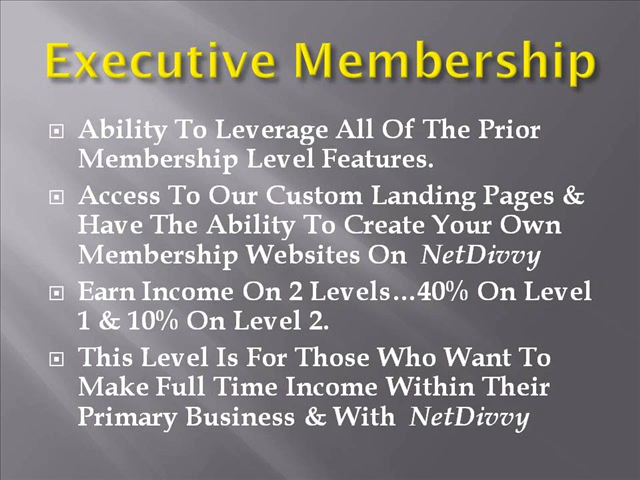 Executive Membership
Ability To Leverage All Of The Prior
Membership Level Features.
Access To Our Custom Landing Pages &
Have The Ability To Create Your Own
Membership Websites On NetDivvy
Earn Income On 2 Levels...40% On Level
1 & 10% On Level 2.
This Level Is For Those Who Want To
Make Full Time Income Within Their
Primary Business & With NetDivvy